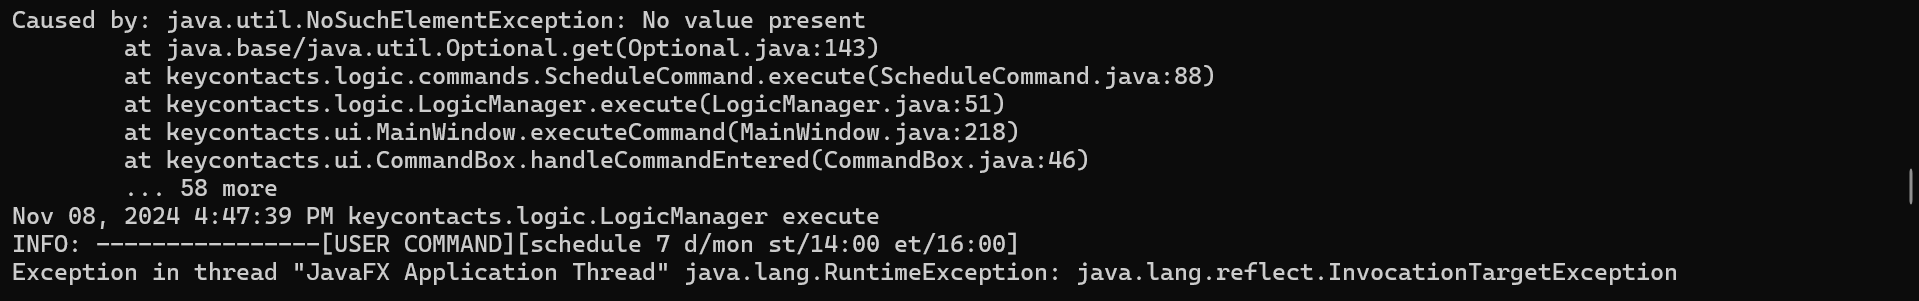 Caused by: java.util.NoSuchElementException: No value present
at java.base/java.util.Optional.get(Optional.java:143)
at keycontacts.logic.commands.ScheduleCommand.execute(ScheduleCommand.java:88)
at keycontacts.logic.LogicManager.execute(LogicManager.java:51)
at keycontacts.ui.MainWindow.executeCommand(MainWindow.java:218)
at keycontacts.ui.CommandBox.handleCommandEntered(CommandBox.java:46)
... 58 more
Nov 08, 2024 4:47:39 PM keycontacts.logic.LogicManager execute
INFO: ----------------[USER COMMAND][schedule 7 d/mon st/14:00 et/16:00]
Exception in thread "JavaFX Application Thread" java.lang.RuntimeException: java.lang.reflect.InvocationTargetException